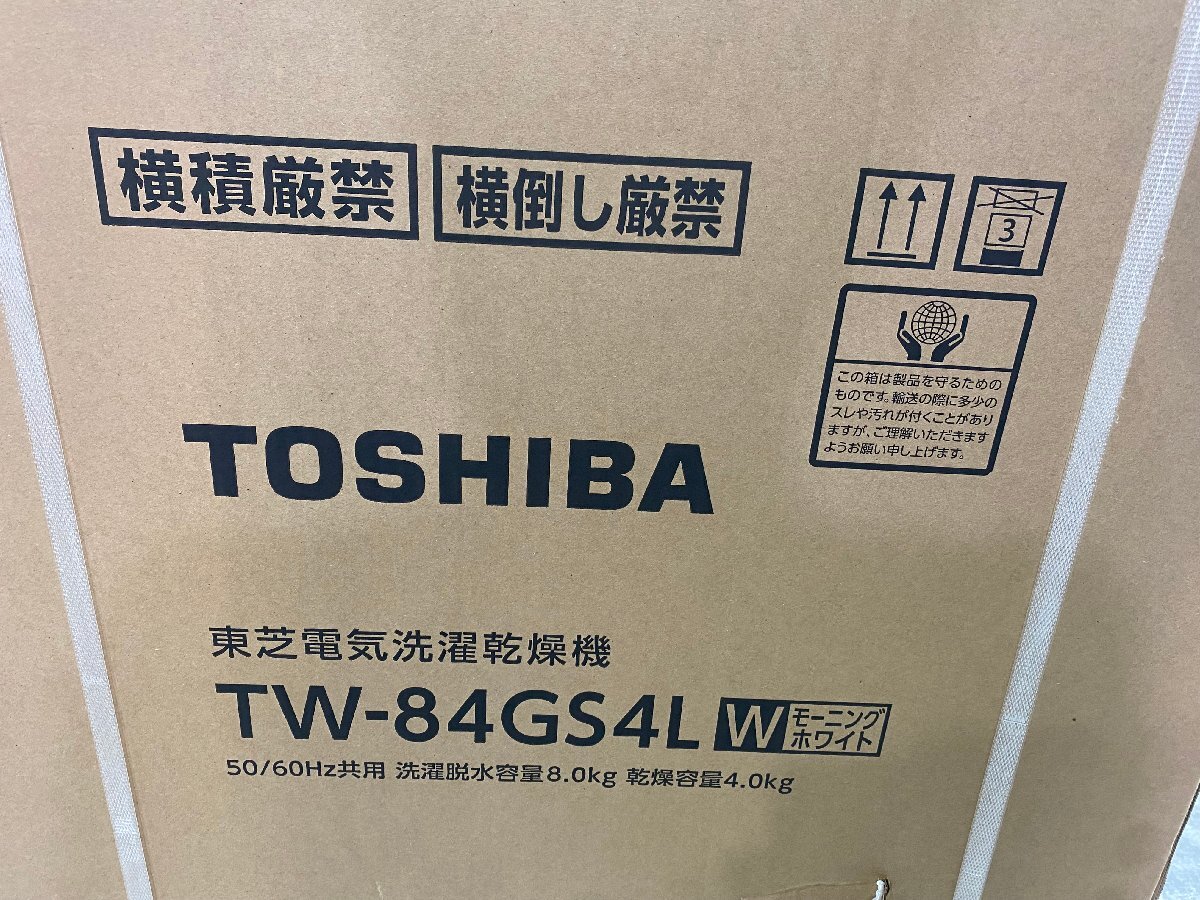 横積厳禁
横倒し厳禁
3
この箱は製品を守るための
ものです。輸送の際に多少の
スレや汚れが付くことがあり
ますが、ご理解いただきます
ようお願い申し上げます。
TOSHIBA
東芝電気洗濯乾燥機
TW-84GS4L W モーニング
ホワイト
50/60Hz共用 洗濯脱水容量8.0kg 乾燥容量4.0kg